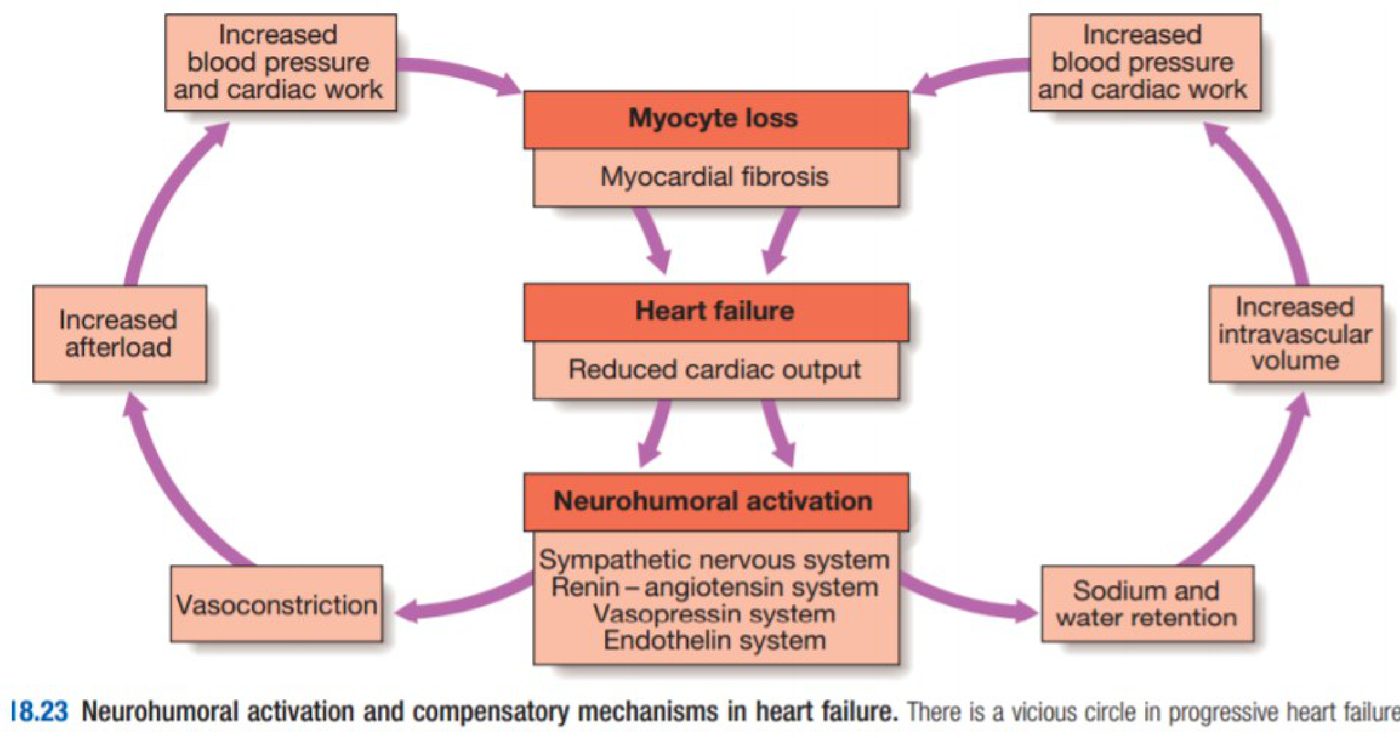 Increased
blood pressure
and cardiac work
Increased
blood pressure
and cardiac work
Myocyte loss
Myocardial fibrosis
Increased
afterload
Heart failure
Reduced cardiac output
Increased
intravascular
volume
Neurohumoral activation
Sympathetic nervous system
Renin – angiotensin system
Vasopressin system
Endothelin system
Vasoconstriction
Sodium and
water retention
18.23 Neurohumoral activation and compensatory mechanisms in heart failure. There is a vicious circle in progressive heart failure